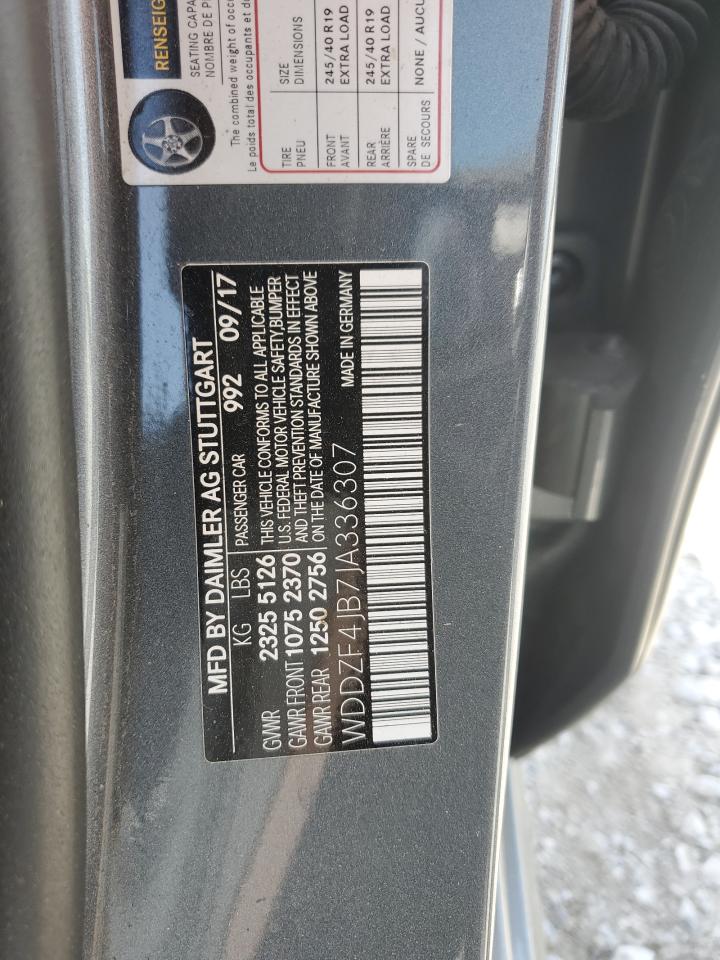 RENSEIG
SEATING CAPA
NOMBRE DE P
The combined weight of occu
Le poids total des occupants et de
TIRE SIZE
PNEU DIMENSIONS
FRONT 245/40 R19
AVANT EXTRA LOAD
REAR 245/40 R19
ARRIÈRE EXTRA LOAD
SPARE NONE / AUCU
DE SECOURS
MFD BY DAIMLER AG STUTTGART
KG LBS PASSENGER CAR 992 09/17
GVWR 2325 5126 THIS VEHICLE CONFORMS TO ALL APPLICABLE
U.S. FEDERAL MOTOR VEHICLE SAFETY, BUMPER
GAWR FRONT 1075 2370 AND THEFT PREVENTION STANDARDS IN EFFECT
GAWR REAR 1250 2756 ON THE DATE OF MANUFACTURE SHOWN ABOVE
WDDZF4JB7JA336307 MADE IN GERMANY